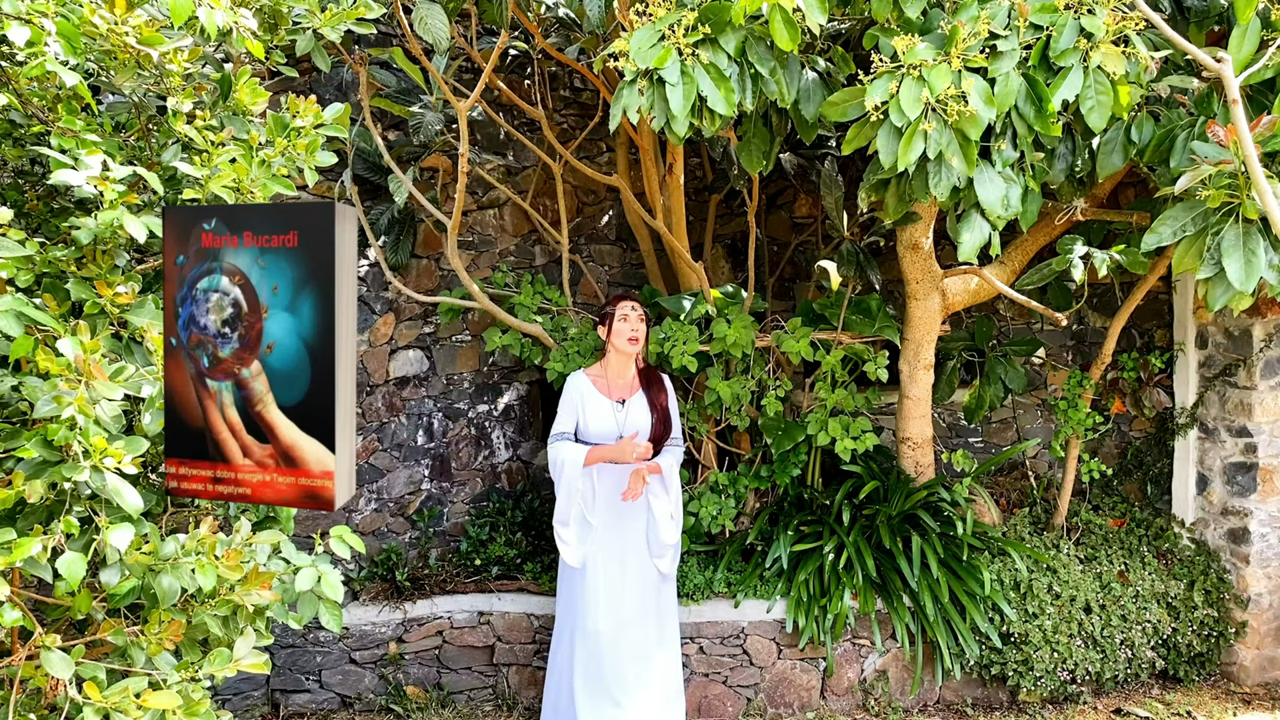 Maria Bucardi
Jak aktywować dobre energie w Twoim otoczeniu
i jak usuwać te negatywne